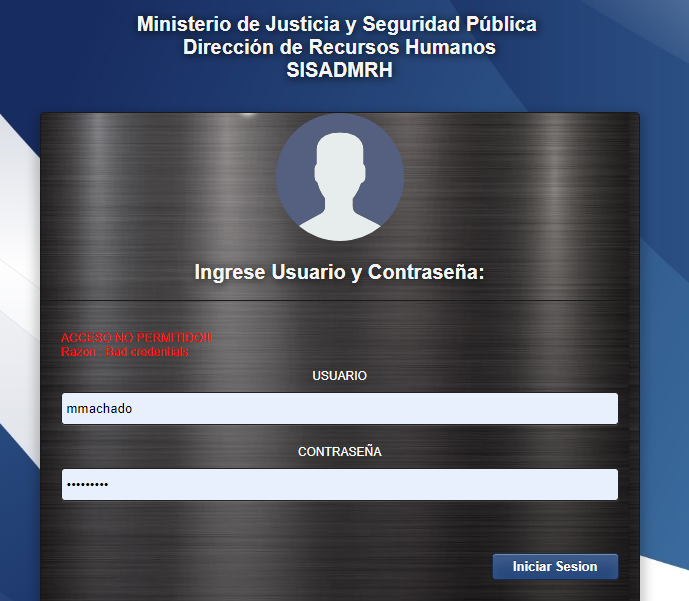 Ministerio de Justicia y Seguridad Pública
Dirección de Recursos Humanos
SISADMRH
Ingrese Usuario y Contraseña:
ACCESO NO PERMITIDO!!!
Razon : Bad credentials
USUARIO
mmachado
CONTRASEÑA
•••••••••
Iniciar Sesion